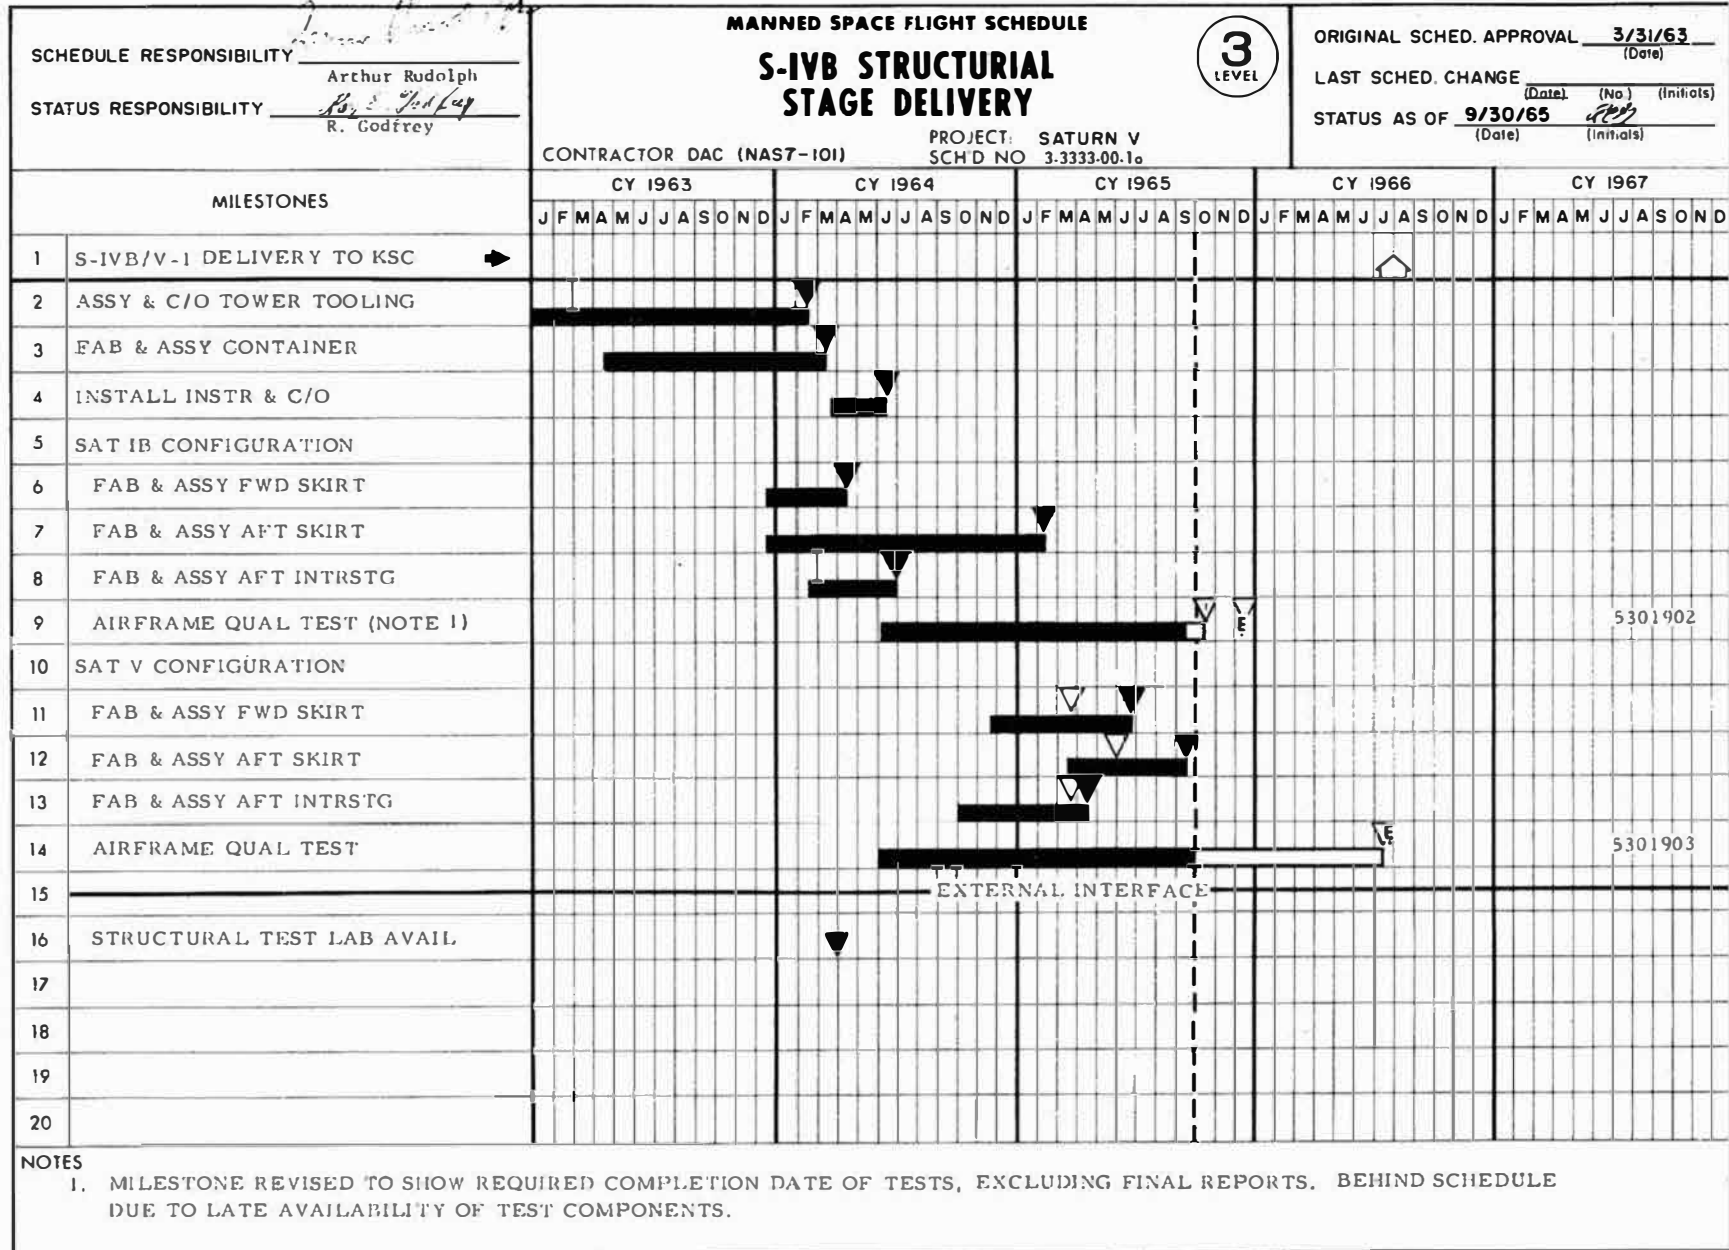 SCHEDULE RESPONSIBILITY
Arthur Rudolph
STATUS RESPONSIBILITY
R. Godfrey
MANNED SPACE FLIGHT SCHEDULE
S-IVB STRUCTURIAL
STAGE DELIVERY
PROJECT: SATURN V
CONTRACTOR DAC (NAS7-101) SCH'D NO 3-3333-00-1a
3
LEVEL
ORIGINAL SCHED. APPROVAL 3/31/63
(Date)
LAST SCHED. CHANGE
(Date) (No.) (Initials)
STATUS AS OF 9/30/65
(Date) (Initials)
MILESTONES
CY 1963 CY 1964 CY 1965 CY 1966 CY 1967
J F M A M J J A S O N D J F M A M J J A S O N D J F M A M J J A S O N D J F M A M J J A S O N D J F M A M J J A S O N D
1 S-IVB/V-1 DELIVERY TO KSC
2 ASSY & C/O TOWER TOOLING
3 FAB & ASSY CONTAINER
4 INSTALL INSTR & C/O
5 SAT IB CONFIGURATION
6 FAB & ASSY FWD SKIRT
7 FAB & ASSY AFT SKIRT
8 FAB & ASSY AFT INTRSTG
9 AIRFRAME QUAL TEST (NOTE 1) E 5301902
10 SAT V CONFIGURATION
11 FAB & ASSY FWD SKIRT
12 FAB & ASSY AFT SKIRT
13 FAB & ASSY AFT INTRSTG
14 AIRFRAME QUAL TEST E 5301903
15 EXTERNAL INTERFACE
16 STRUCTURAL TEST LAB AVAIL
17
18
19
20
NOTES
1. MILESTONE REVISED TO SHOW REQUIRED COMPLETION DATE OF TESTS, EXCLUDING FINAL REPORTS. BEHIND SCHEDULE
DUE TO LATE AVAILABILITY OF TEST COMPONENTS.